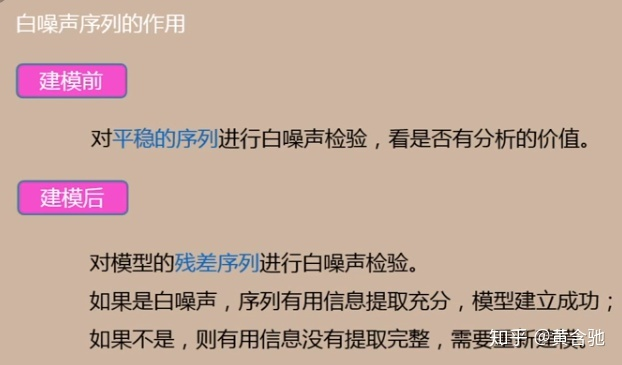 白噪声序列的作用
建模前
对平稳的序列进行白噪声检验，看是否有分析的价值。
建模后
对模型的残差序列进行白噪声检验。
如果是白噪声，序列有用信息提取充分，模型建立成功；
如果不是，则有用信息没有提取完整，需要重新建模。
知乎 @黄含驰